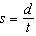 s = d/t